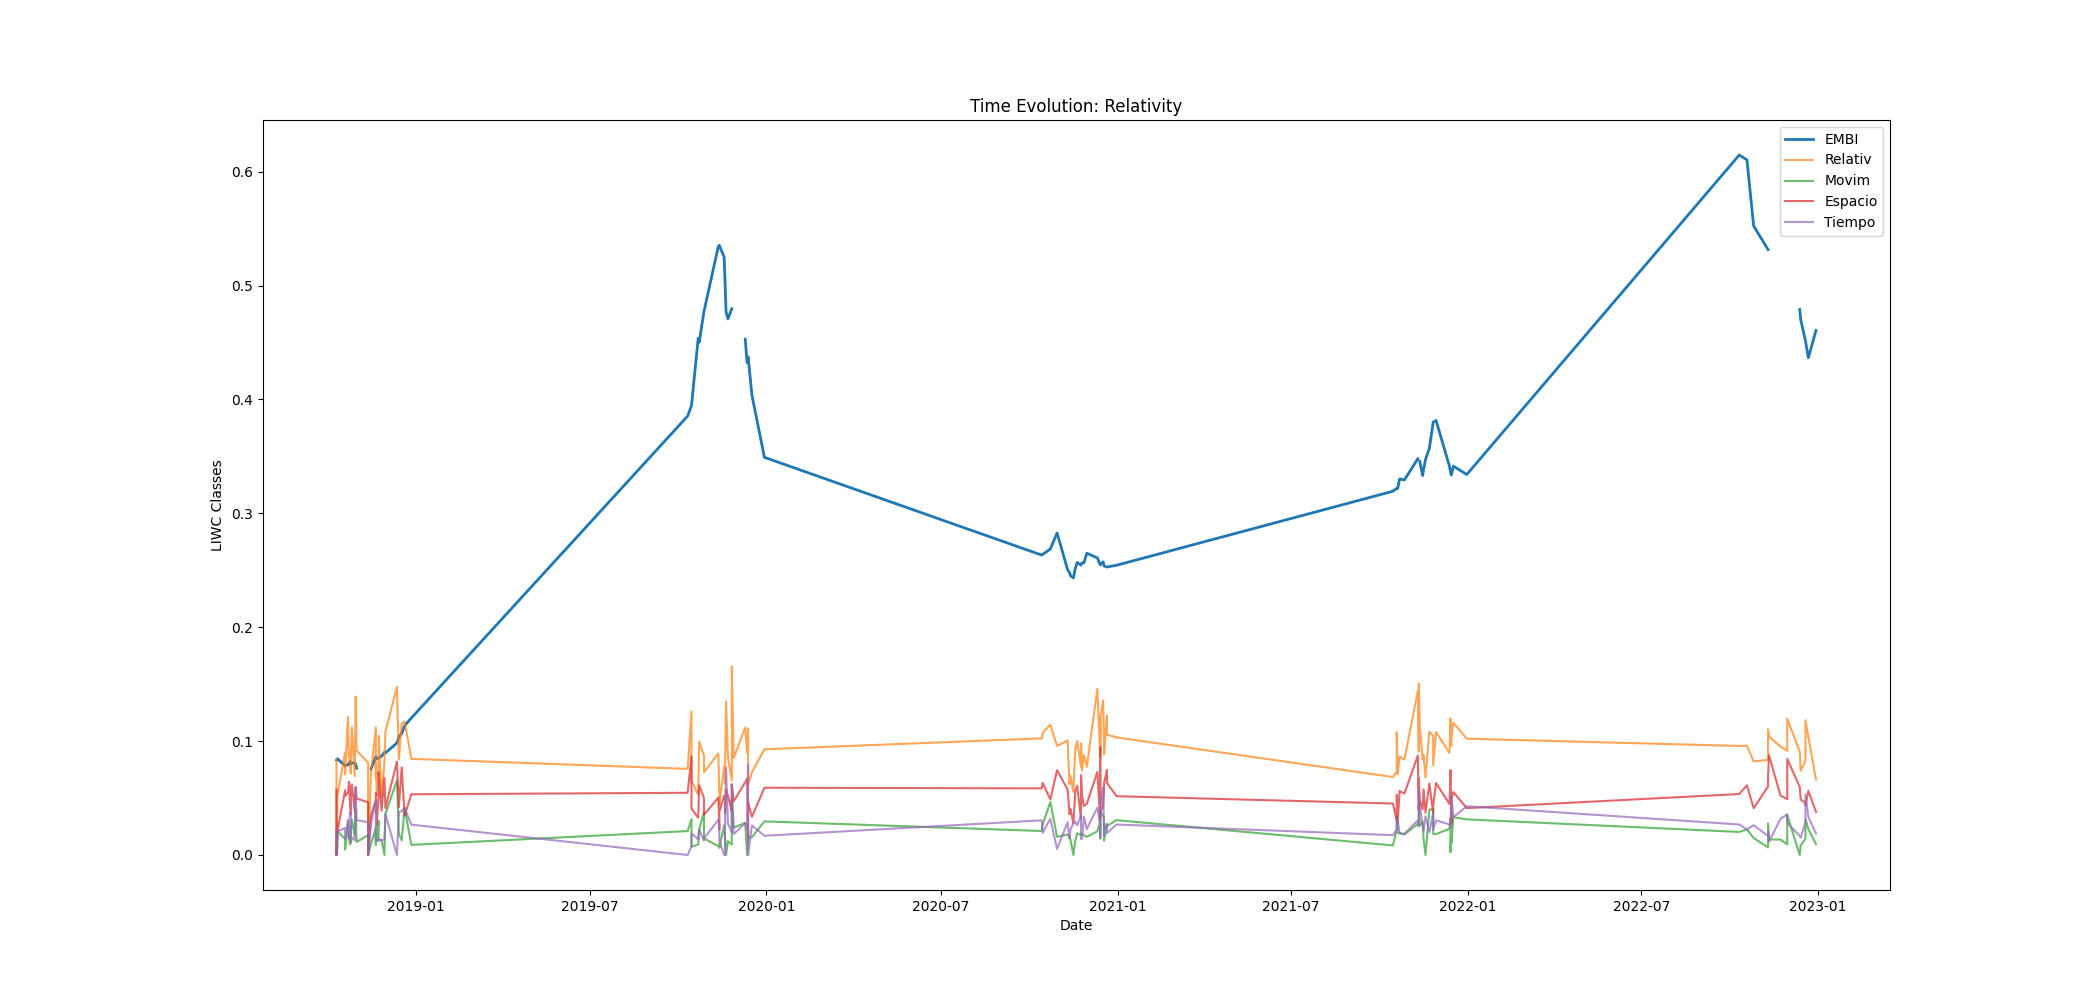 Time Evolution: Relativity
EMBI
Relativ
Movim
Espacio
Tiempo
LIWC Classes
0.6
0.5
0.4
0.3
0.2
0.1
0.0
2019-01
2019-07
2020-01
2020-07
2021-01
2021-07
2022-01
2022-07
2023-01
Date